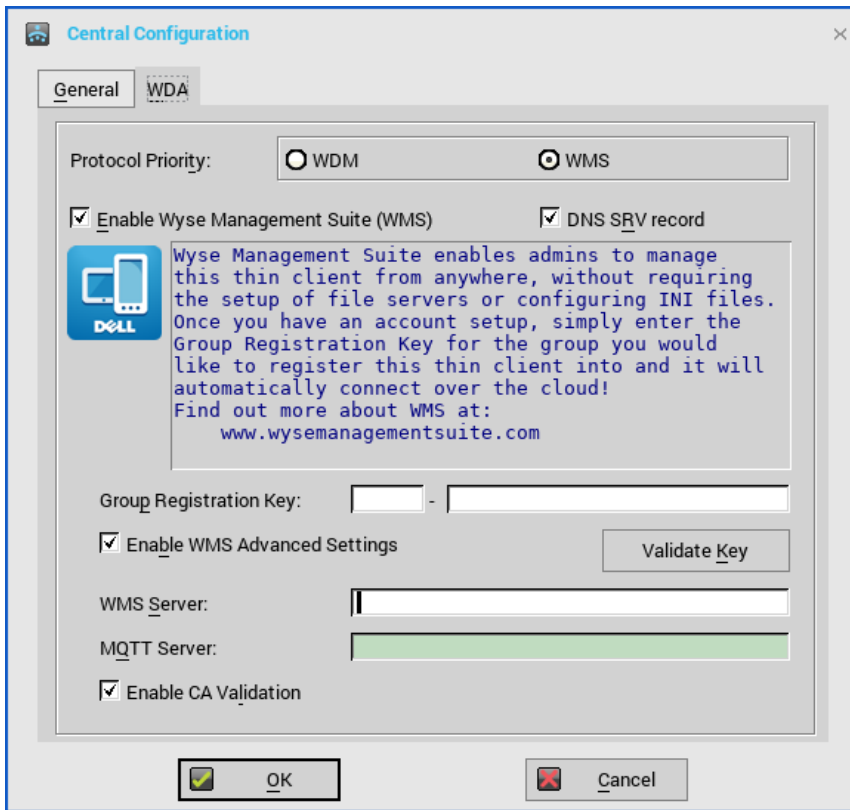 Central Configuration
General WDA
Protocol Priority: WDM WMS
Enable Wyse Management Suite (WMS) DNS SRV record
DELL
Wyse Management Suite enables admins to manage
this thin client from anywhere, without requiring
the setup of file servers or configuring INI files.
Once you have an account setup, simply enter the
Group Registration Key for the group you would
like to register this thin client into and it will
automatically connect over the cloud!
Find out more about WMS at:
www.wysemanagementsuite.com
Group Registration Key: -
Enable WMS Advanced Settings Validate Key
WMS Server:
MQTT Server:
Enable CA Validation
OK Cancel